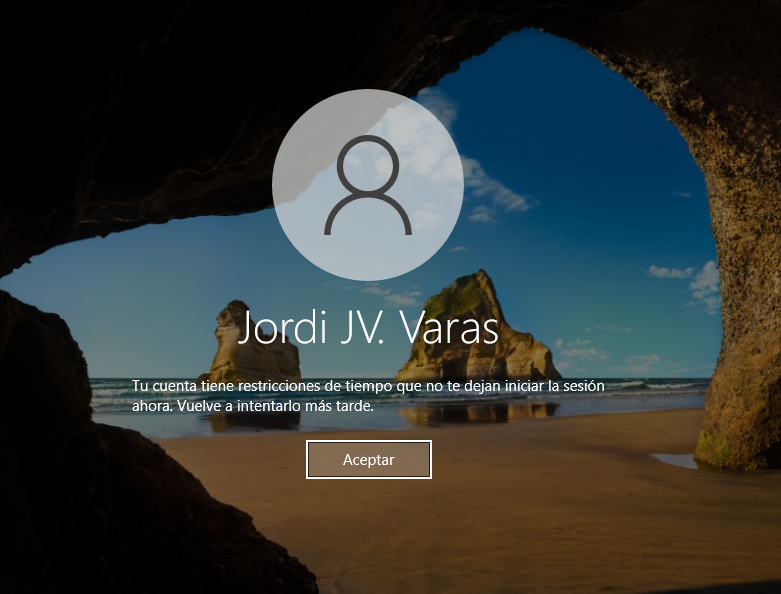 Jordi JV. Varas
Tu cuenta tiene restricciones de tiempo que no te dejan iniciar la sesión
ahora. Vuelve a intentarlo más tarde.
Aceptar